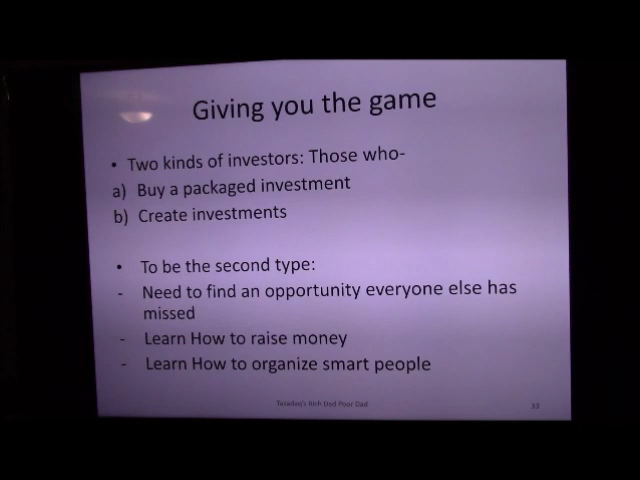 Giving you the game
• Two kinds of investors: Those who-
a) Buy a packaged investment
b) Create investments
• To be the second type:
- Need to find an opportunity everyone else has
missed
- Learn How to raise money
- Learn How to organize smart people
Tasadaq's Rich Dad Poor Dad
33